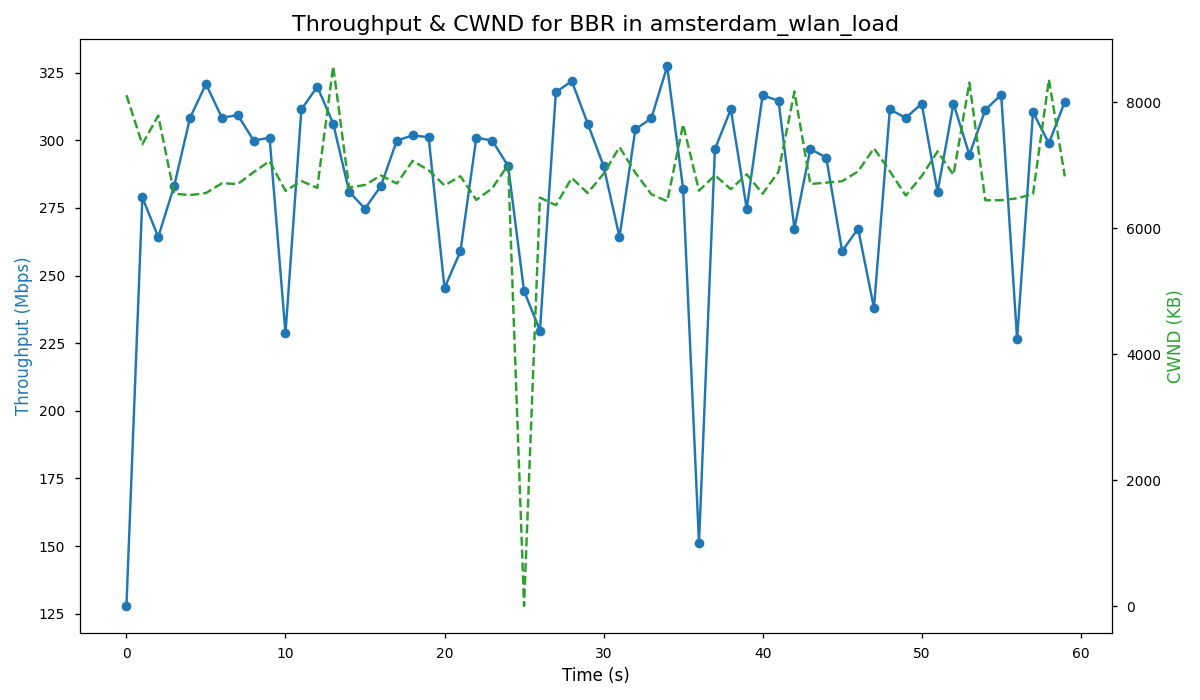 Throughput & CWND for BBR in amsterdam_wlan_load
Throughput (Mbps)
325
300
275
250
225
200
175
150
125
8000
6000
4000
2000
0
CWND (KB)
0 10 20 30 40 50 60
Time (s)